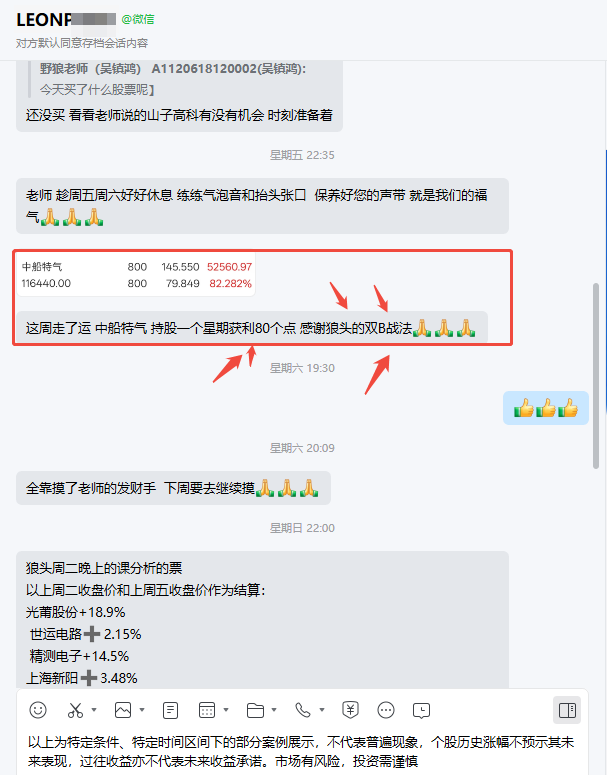 LEONP @微信
对方默认同意存档会话内容
野狼老师（吴镇鸿） A1120618120002(吴镇鸿):
今天买了什么股票呢】
还没买 看看老师说的山子高科有没有机会 时刻准备着
星期五 22:35
老师 趁周五周六好好休息 练练气泡音和抬头张口 保养好您的声带 就是我们的福
气🙏🙏🙏
中船特气 800 145.550 52560.97
116440.00 800 79.849 82.282%
这周走了运 中船特气 持股一个星期获利80个点 感谢狼头的双B战法🙏🙏🙏
星期六 19:30
👍👍👍
星期六 20:09
全靠摸了老师的发财手 下周要去继续摸🙏🙏🙏
星期日 22:00
狼头周二晚上的课分析的票
以上周二收盘价和上周五收盘价作为结算：
光莆股份+18.9%
世运电路➕2.15%
精测电子+14.5%
上海新阳➕3.48%
以上为特定条件、特定时间区间下的部分案例展示，不代表普遍现象，个股历史涨幅不预示其未
来表现，过往收益亦不代表未来收益承诺。市场有风险，投资需谨慎